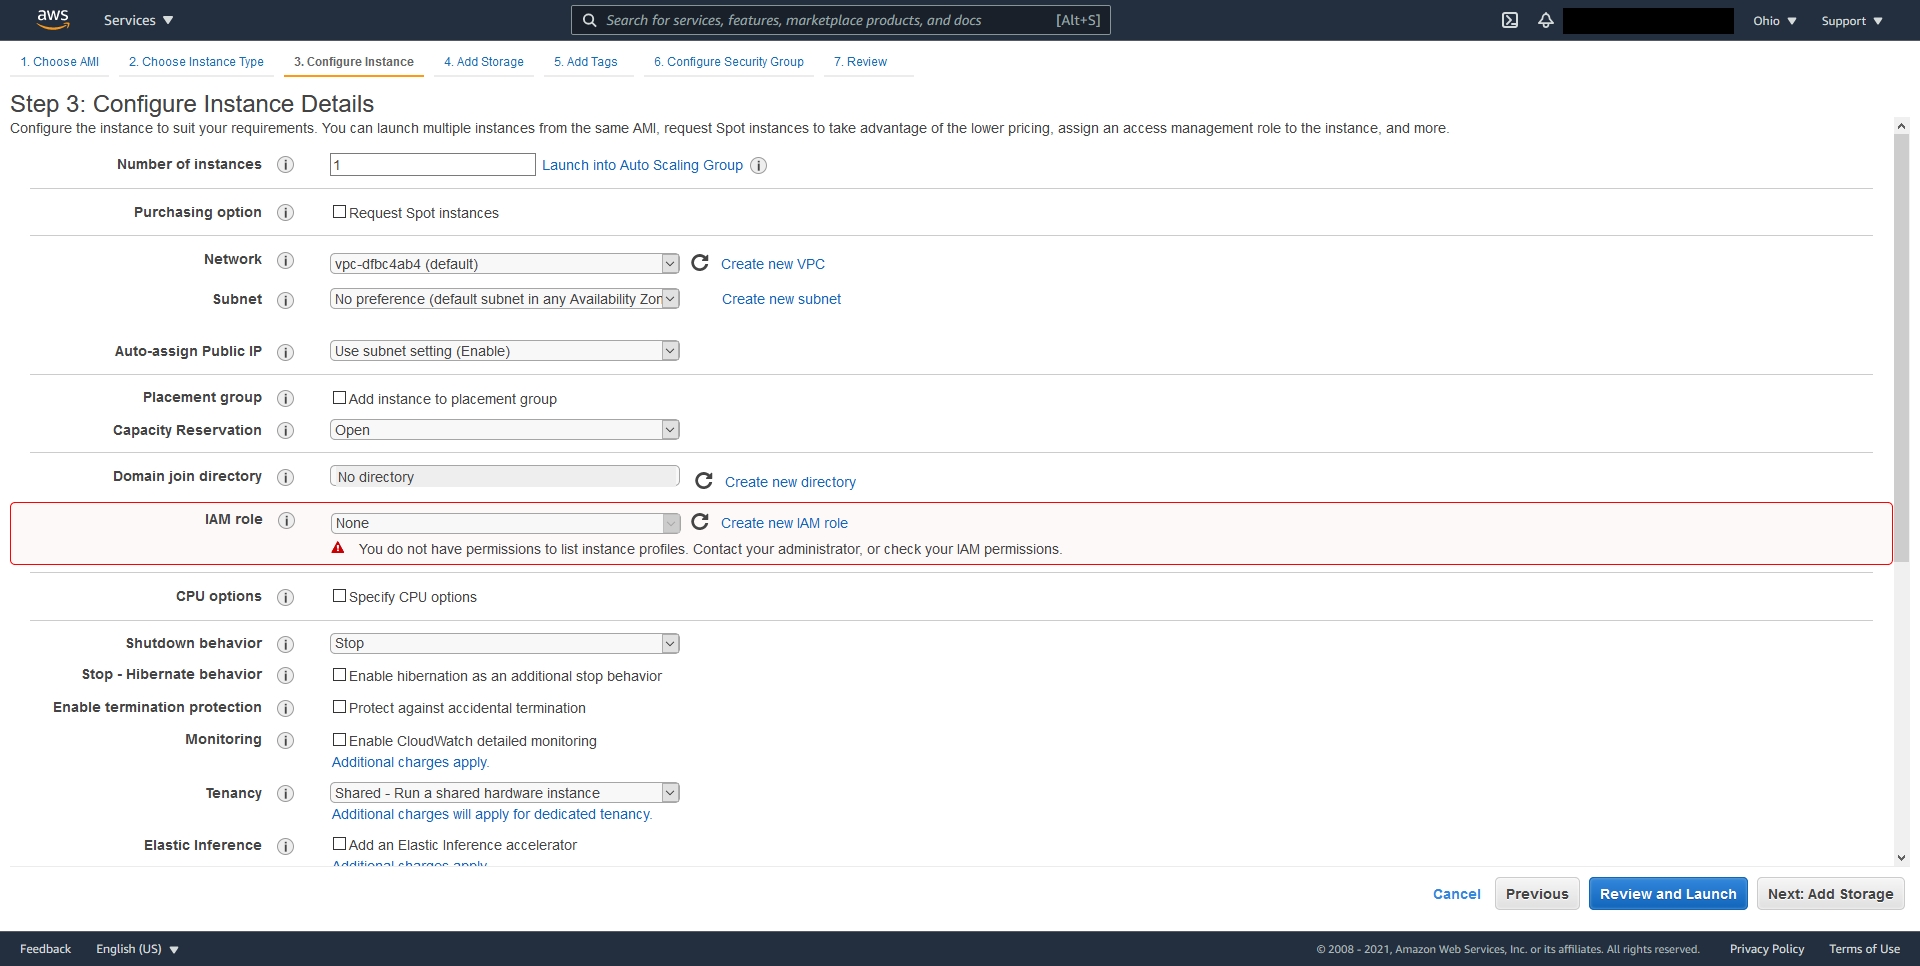 aws
Services
Search for services, features, marketplace products, and docs [Alt+S]
Ohio
Support
1. Choose AMI
2. Choose Instance Type
3. Configure Instance
4. Add Storage
5. Add Tags
6. Configure Security Group
7. Review
Step 3: Configure Instance Details
Configure the instance to suit your requirements. You can launch multiple instances from the same AMI, request Spot instances to take advantage of the lower pricing, assign an access management role to the instance, and more.
Number of instances i 1 Launch into Auto Scaling Group i
Purchasing option i Request Spot instances
Network i vpc-dfbc4ab4 (default) Create new VPC
Subnet i No preference (default subnet in any Availability Zon Create new subnet
Auto-assign Public IP i Use subnet setting (Enable)
Placement group i Add instance to placement group
Capacity Reservation i Open
Domain join directory i No directory Create new directory
IAM role i None Create new IAM role
You do not have permissions to list instance profiles. Contact your administrator, or check your IAM permissions.
CPU options i Specify CPU options
Shutdown behavior i Stop
Stop - Hibernate behavior i Enable hibernation as an additional stop behavior
Enable termination protection i Protect against accidental termination
Monitoring i Enable CloudWatch detailed monitoring
Additional charges apply.
Tenancy i Shared - Run a shared hardware instance
Additional charges will apply for dedicated tenancy.
Elastic Inference i Add an Elastic Inference accelerator
Additional charges apply.
Cancel Previous Review and Launch Next: Add Storage
Feedback English (US) © 2008 - 2021, Amazon Web Services, Inc. or its affiliates. All rights reserved. Privacy Policy Terms of Use